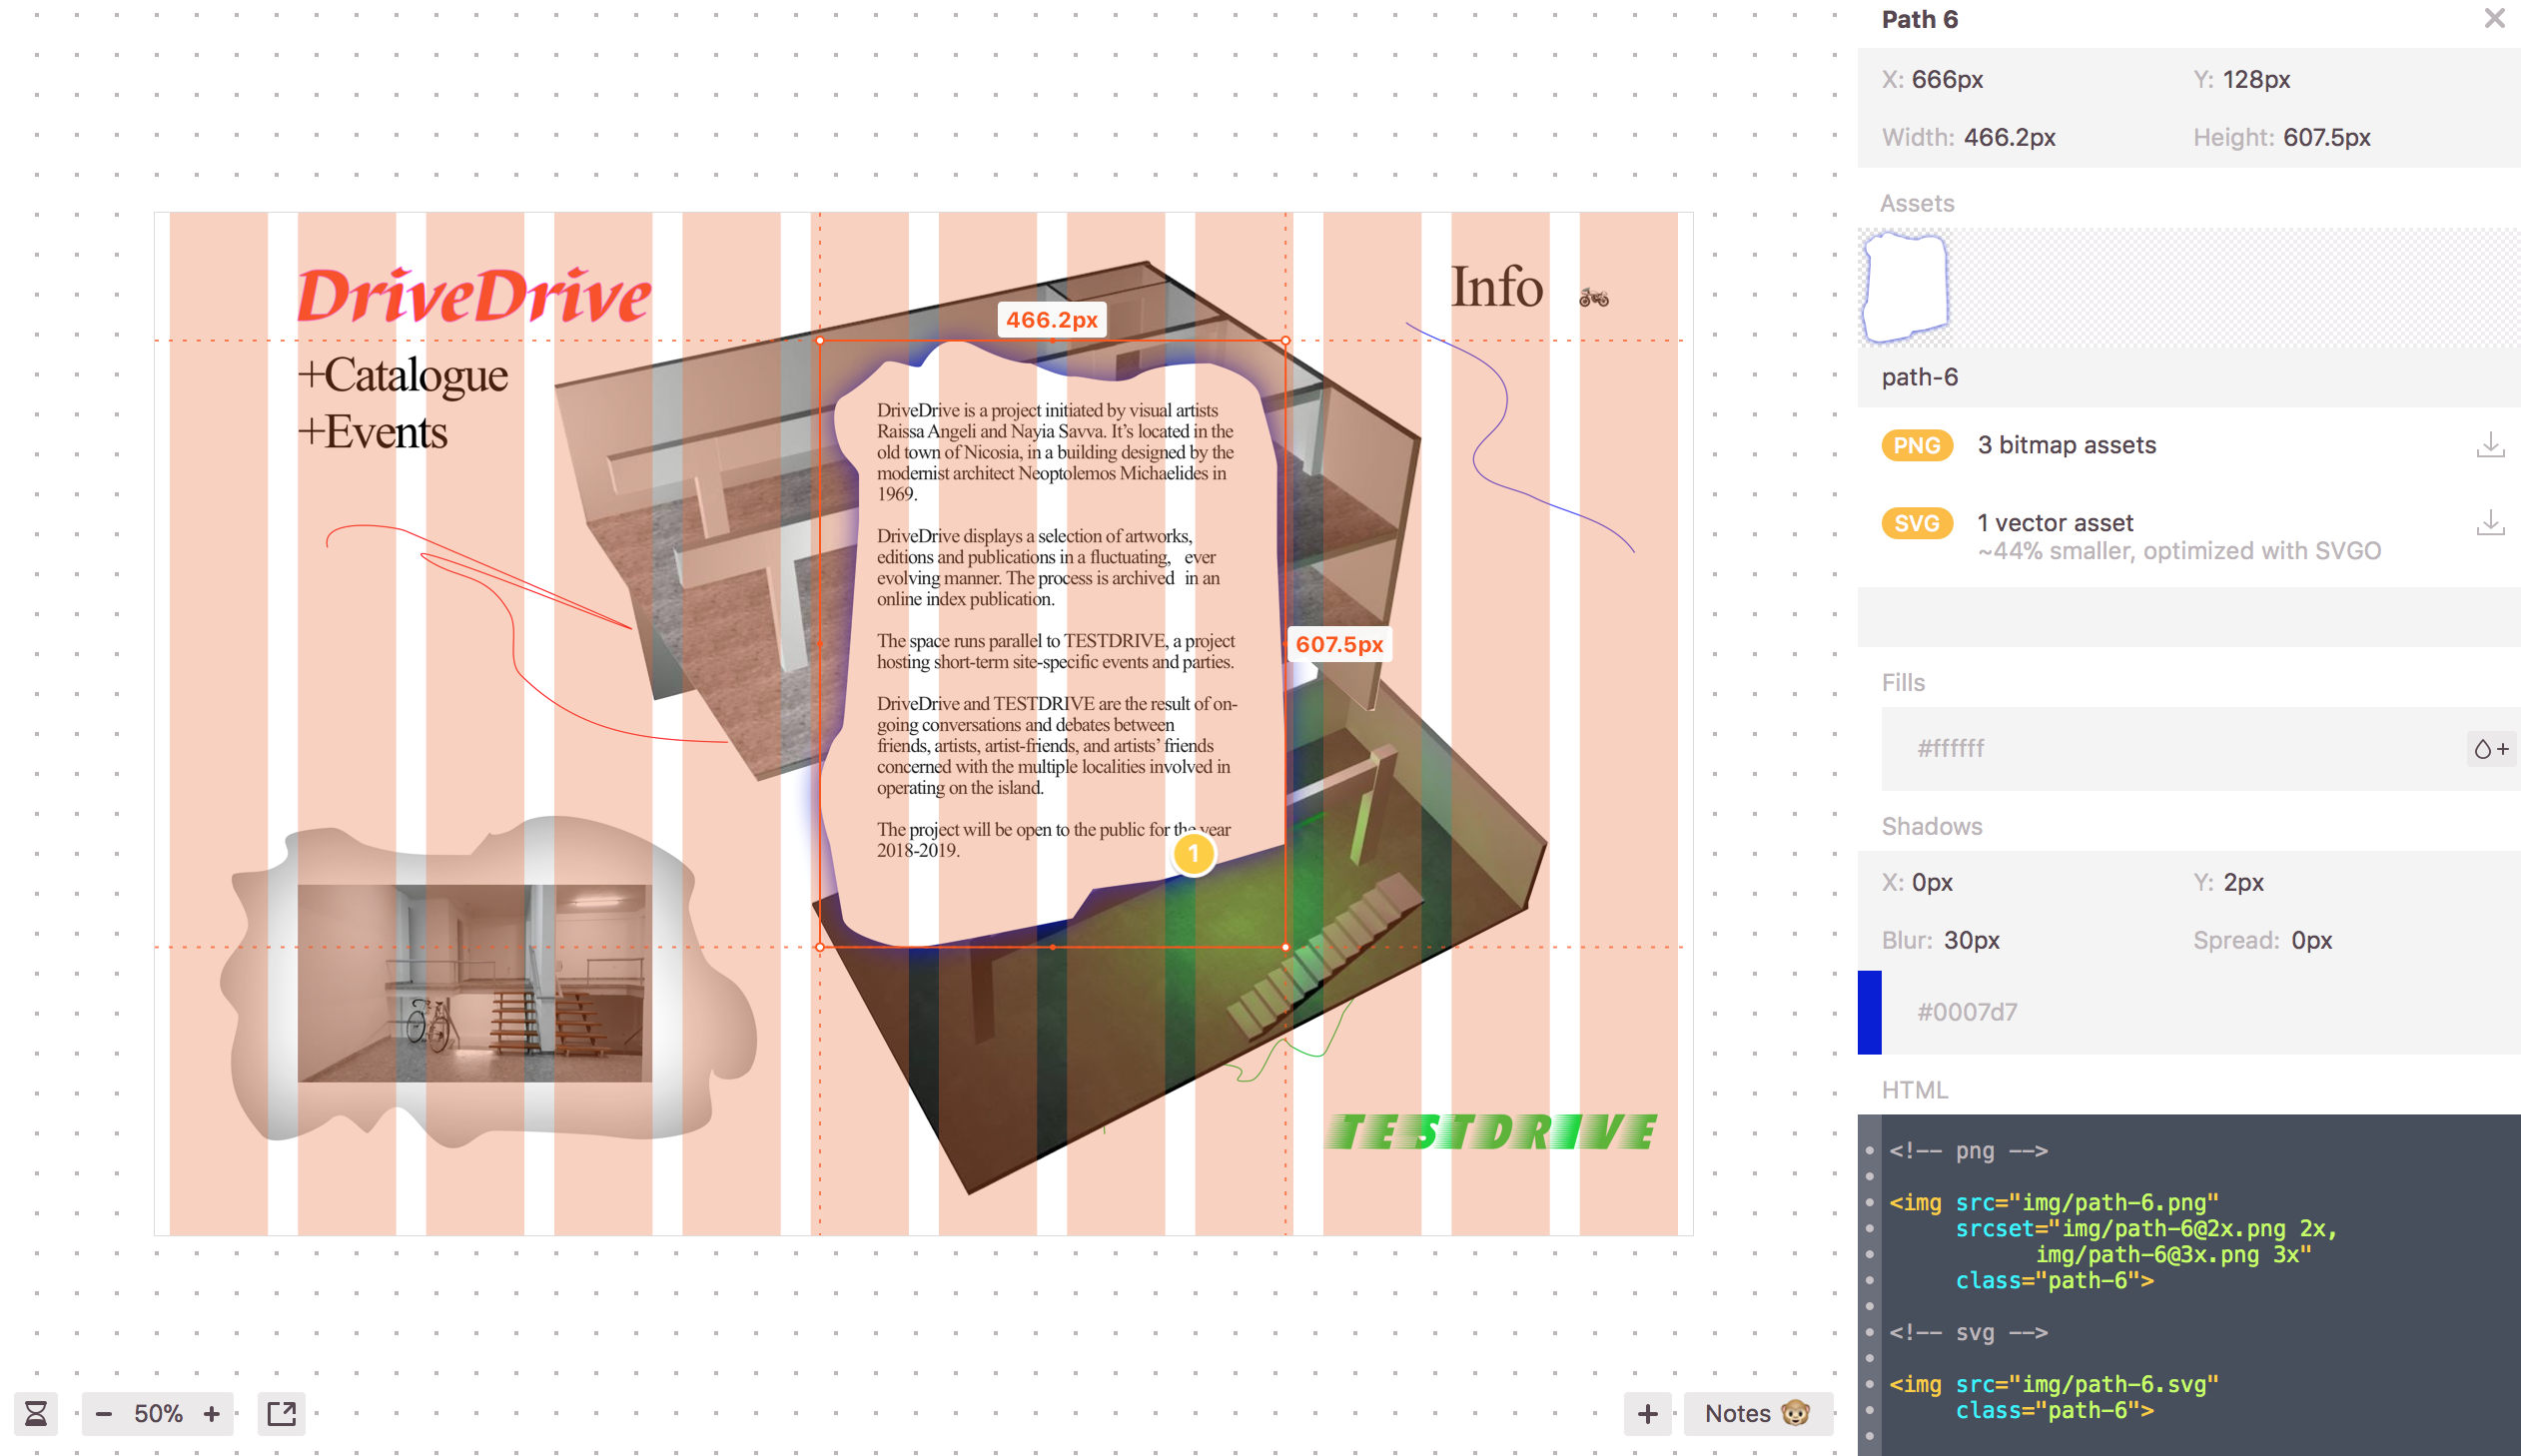 DriveDrive
+Catalogue
+Events
Info
466.2px
607.5px
DriveDrive is a project initiated by visual artists
Raissa Angeli and Nayia Savva. It’s located in the
old town of Nicosia, in a building designed by the
modernist architect Neoptolemos Michaelides in
1969.
DriveDrive displays a selection of artworks,
editions and publications in a fluctuating, ever
evolving manner. The process is archived in an
online index publication.
The space runs parallel to TESTDRIVE, a project
hosting short-term site-specific events and parties.
DriveDrive and TESTDRIVE are the result of on-
going conversations and debates between
friends, artists, artist-friends, and artists’ friends
concerned with the multiple localities involved in
operating on the island.
The project will be open to the public for the year
2018-2019.
1
TESTDRIVE
50%
Notes
Path 6
X: 666px Y: 128px
Width: 466.2px Height: 607.5px
Assets
path-6
PNG 3 bitmap assets
SVG 1 vector asset
~44% smaller, optimized with SVGO
Fills
#ffffff
Shadows
X: 0px Y: 2px
Blur: 30px Spread: 0px
#0007d7
HTML
<!-- png -->
<img src="img/path-6.png"
srcset="img/path-6@2x.png 2x,
img/path-6@3x.png 3x"
class="path-6">
<!-- svg -->
<img src="img/path-6.svg"
class="path-6">